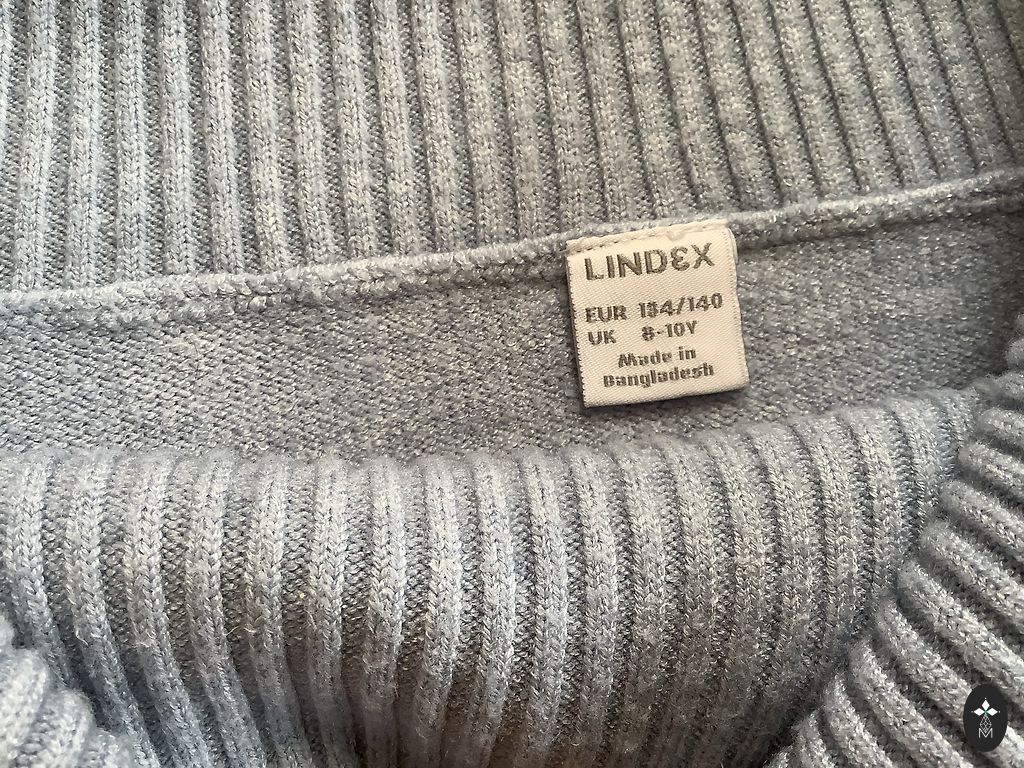 LINDEX
EUR 134/140
UK 8-10Y
Made in
Bangladesh